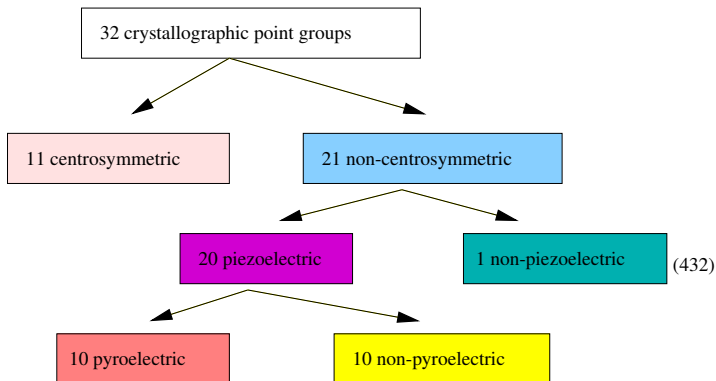 32 crystallographic point groups
11 centrosymmetric
21 non-centrosymmetric
20 piezoelectric
1 non-piezoelectric
(432)
10 pyroelectric
10 non-pyroelectric